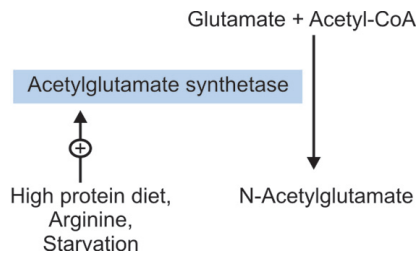 Glutamate + Acetyl-CoA
Acetylglutamate synthetase
+
High protein diet,
Arginine,
Starvation
N-Acetylglutamate